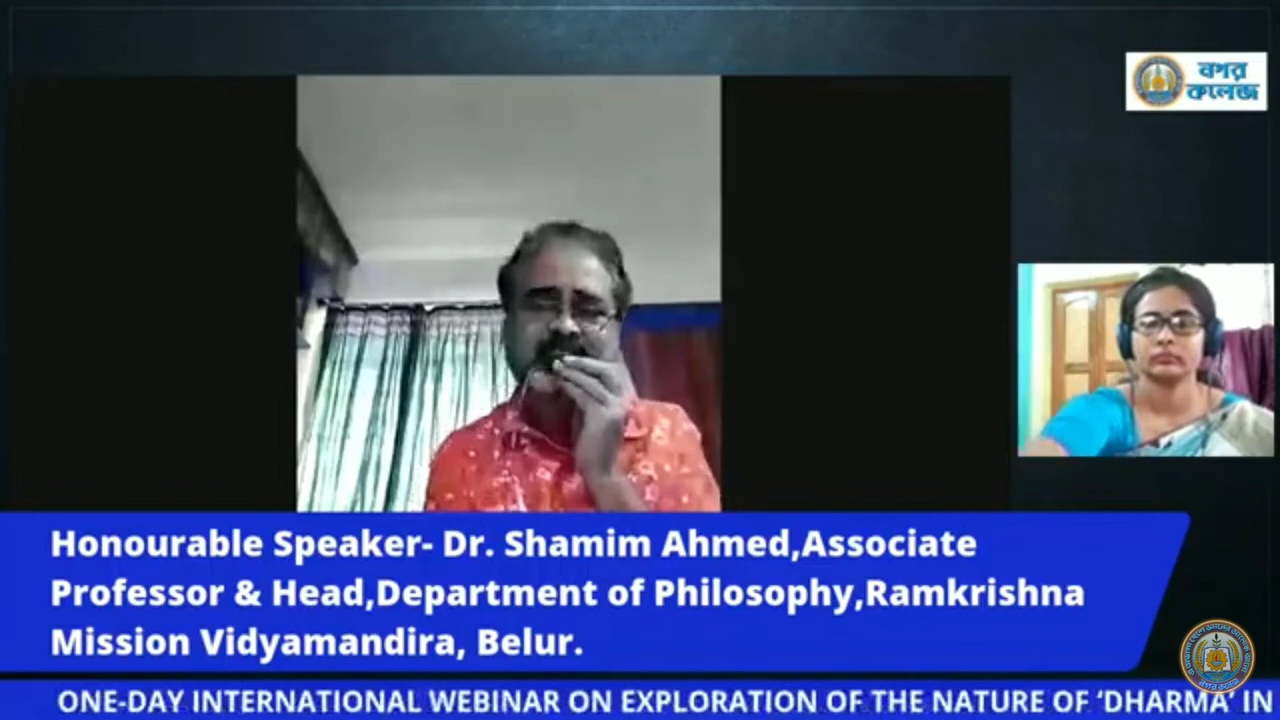 নগর
কলেজ
Honourable Speaker- Dr. Shamim Ahmed,Associate
Professor & Head,Department of Philosophy,Ramkrishna
Mission Vidyamandira, Belur.
ONE-DAY INTERNATIONAL WEBINAR ON EXPLORATION OF THE NATURE OF ‘DHARMA’ IN